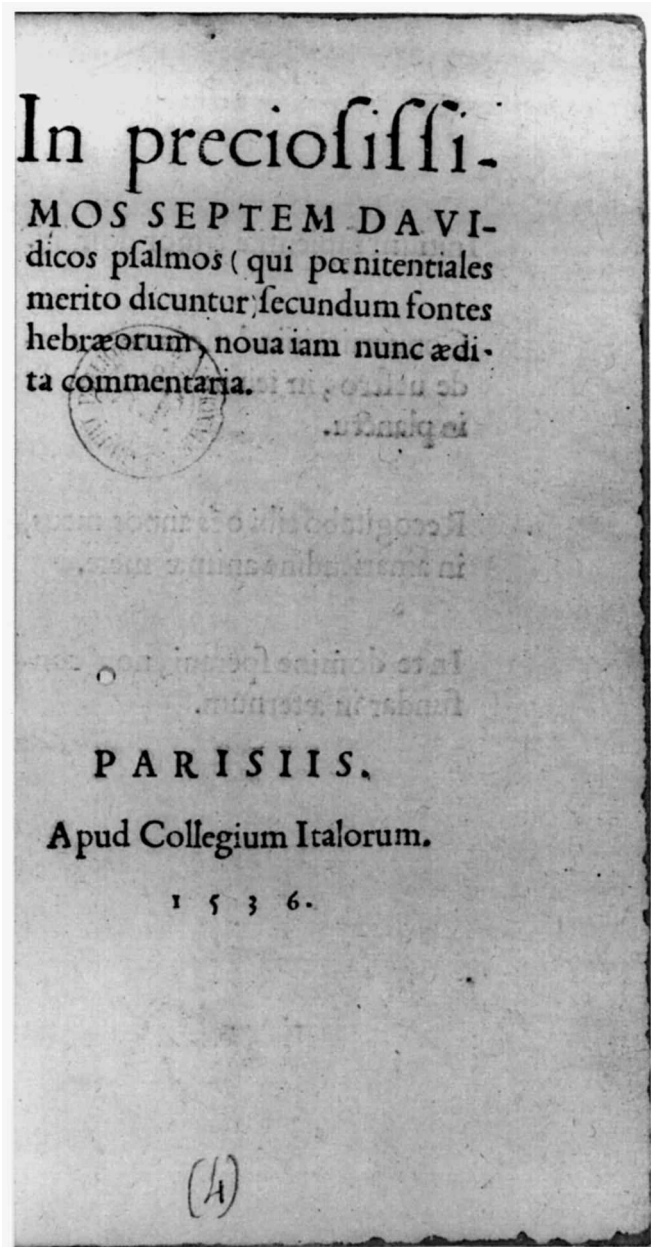 In precioſiſſi-
MOS SEPTEM DAVI-
dicos pſalmos ( qui pœnitentiales
merito dicuntur) ſecundum fontes
hebræorum, noua iam nunc ædi-
ta commentaria.
PARISIIS.
Apud Collegium Italorum.
1536.
(4)